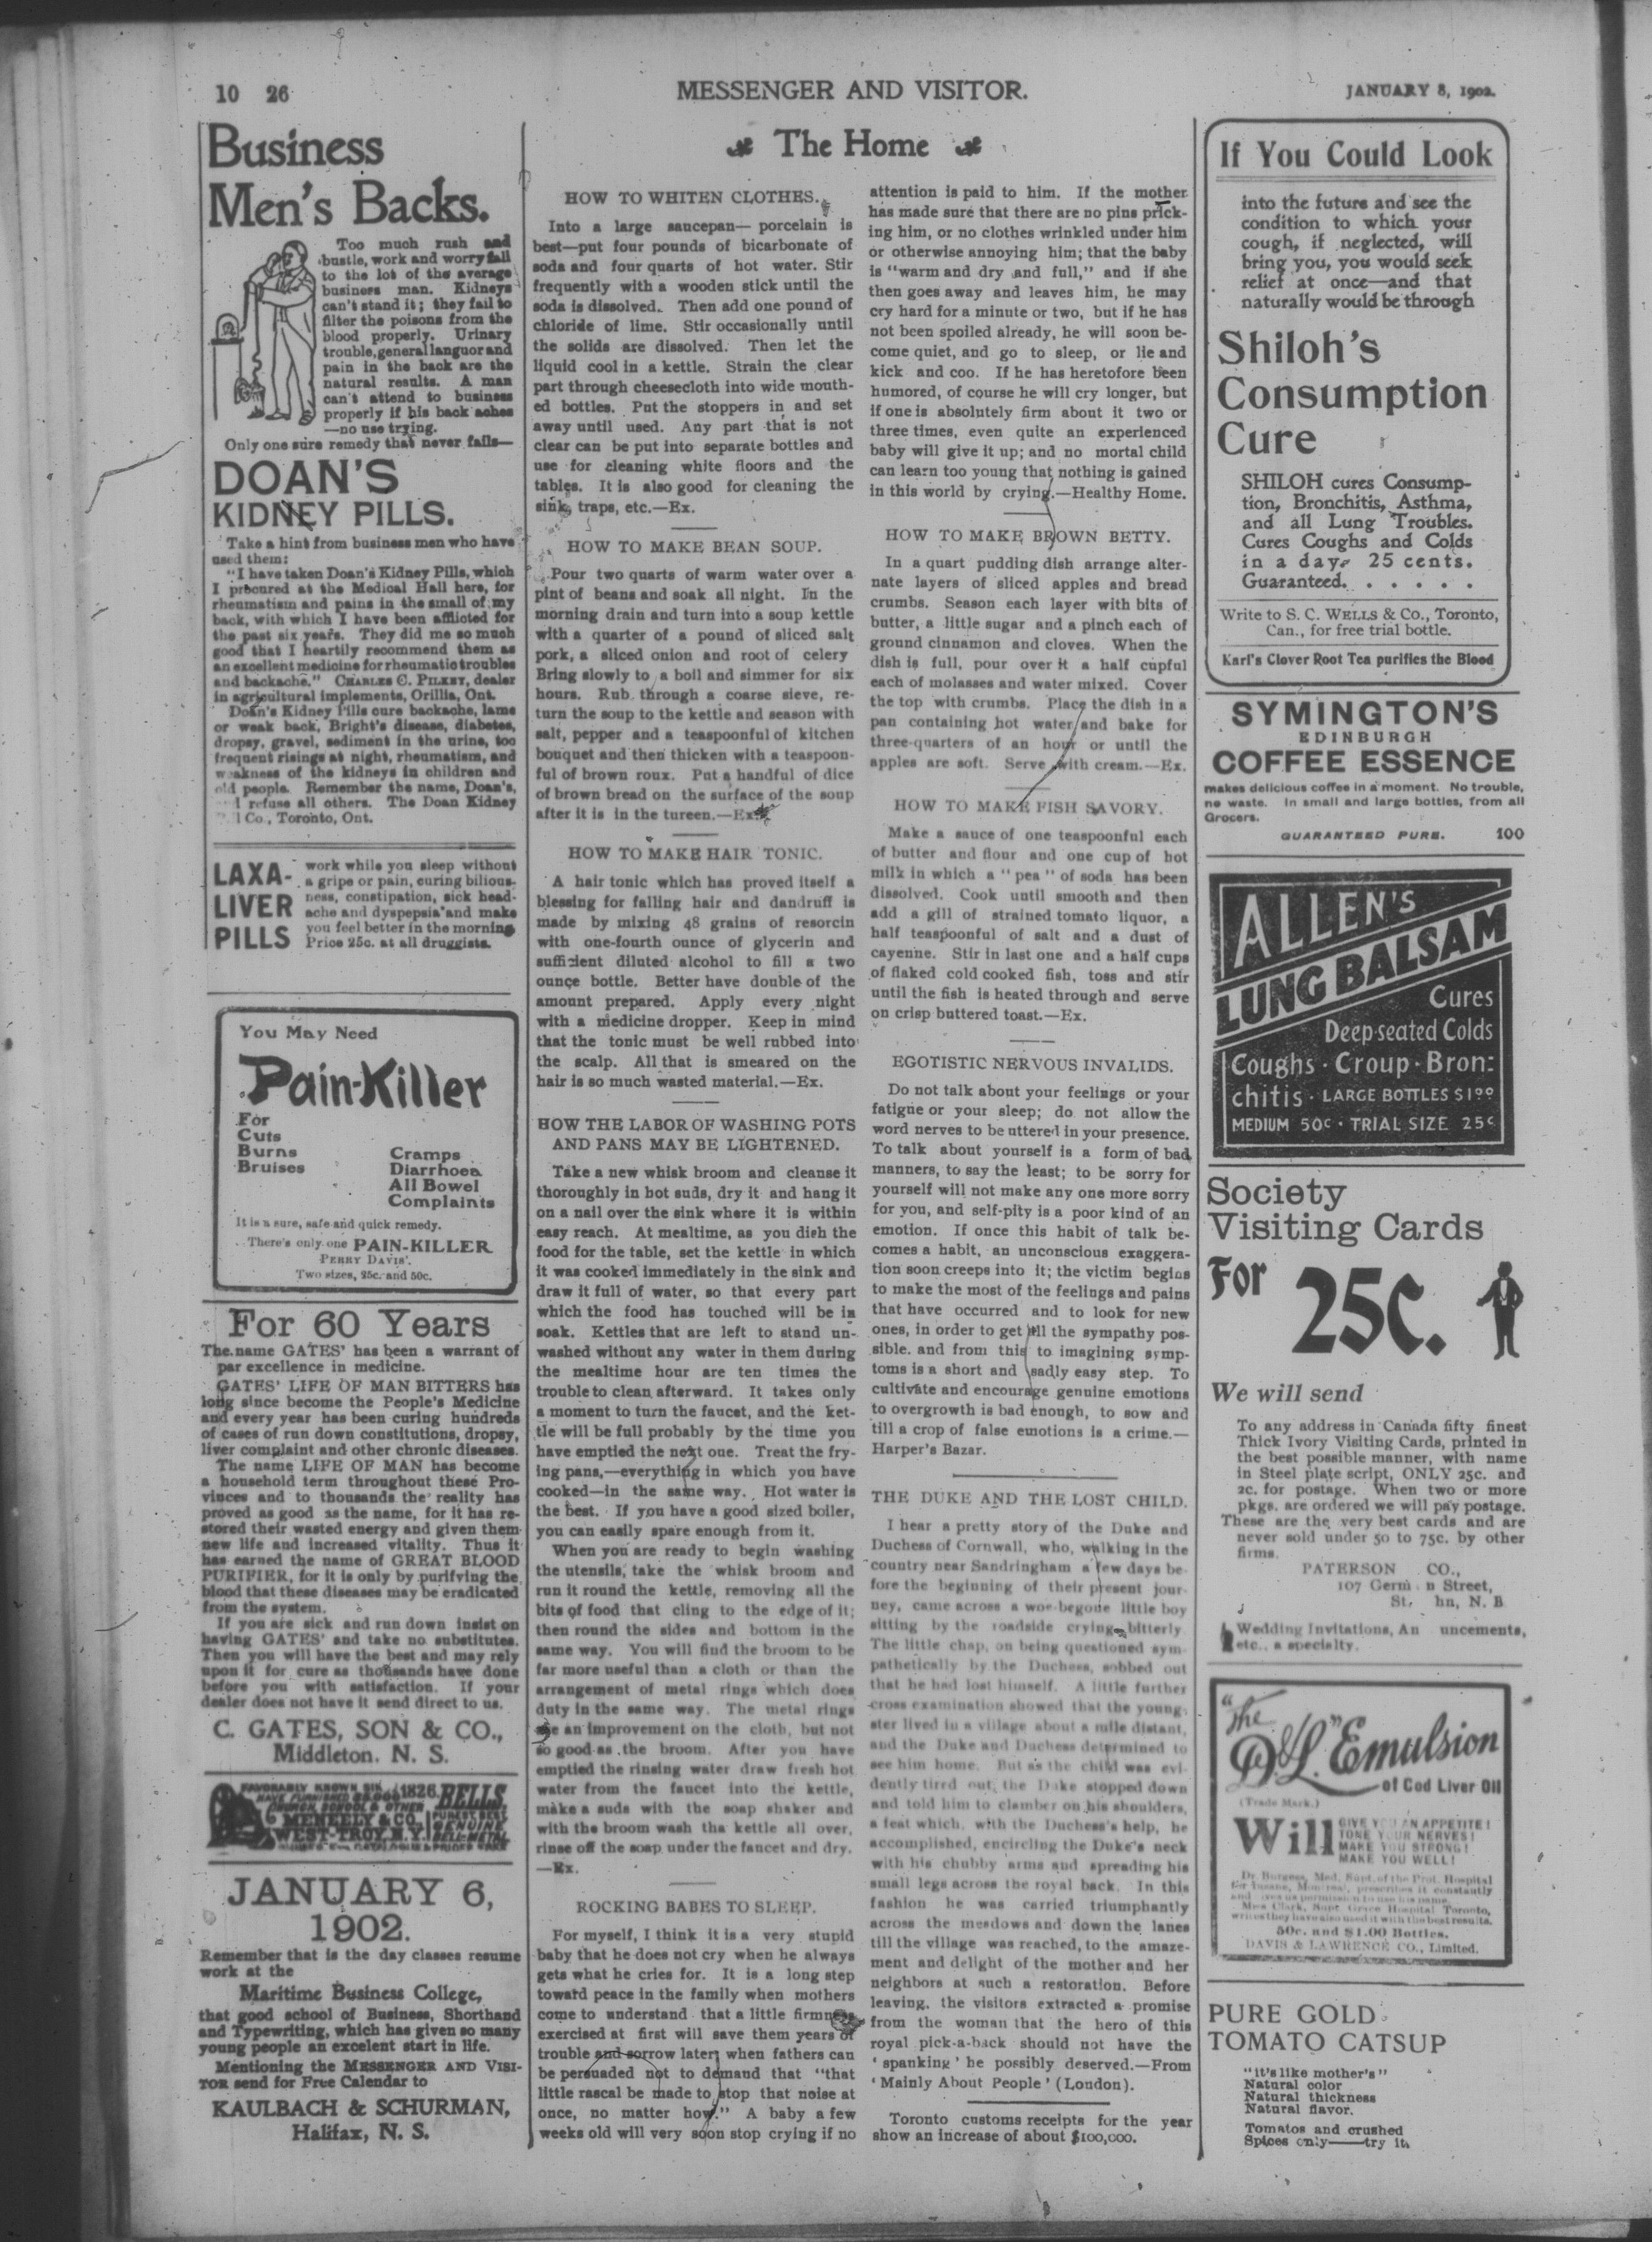 10 26
MESSENGER AND VISITOR.
JANUARY 8, 1902.
Business
Men's Backs.
Too much rush and
bustle, work and worry fall
to the lot of the average
business man. Kidneys
can't stand it; they fail to
filter the poisons from the
blood properly. Urinary
trouble, general languor and
pain in the back are the
natural results. A man
can't attend to business
properly if his back aches
—no use trying.
Only one sure remedy that never fails—
DOAN'S
KIDNEY PILLS.
Take a hint from business men who have
used them:
"I have taken Doan's Kidney Pills, which
I procured at the Medical Hall here, for
rheumatism and pains in the small of my
back, with which I have been afflicted for
the past six years. They did me so much
good that I heartily recommend them as
an excellent medicine for rheumatic troubles
and backache." CHARLES C. PILKEY, dealer
in agricultural implements, Orillia, Ont.
Doan's Kidney Pills cure backache, lame
or weak back, Bright's disease, diabetes,
dropsy, gravel, sediment in the urine, too
frequent risings at night, rheumatism, and
weakness of the kidneys in children and
old people. Remember the name, Doan's,
refuse all others. The Doan Kidney
Co., Toronto, Ont.
LAXA-
LIVER
PILLS
work while you sleep without
a gripe or pain, curing bilious-
ness, constipation, sick head-
ache and dyspepsia and make
you feel better in the morning
Price 25c. at all druggists.
You May Need
Pain-Killer
For
Cuts
Burns
Bruises
Cramps
Diarrhoea
All Bowel
Complaints
It is a sure, safe and quick remedy.
There's only one PAIN-KILLER
PERRY DAVIS'.
Two sizes, 25c. and 50c.
For 60 Years
The name GATES' has been a warrant of
par excellence in medicine.
GATES' LIFE OF MAN BITTERS has
long since become the People's Medicine
and every year has been curing hundreds
of cases of run down constitutions, dropsy,
liver complaint and other chronic diseases.
The name LIFE OF MAN has become
a household term throughout these Pro-
vinces and to thousands the reality has
proved as good as the name, for it has re-
stored their wasted energy and given them
new life and increased vitality. Thus it
has earned the name of GREAT BLOOD
PURIFIER, for it is only by purifying the
blood that these diseases may be eradicated
from the system.
If you are sick and run down insist on
having GATES' and take no substitutes.
Then you will have the best and may rely
upon it for cure as thousands have done
before you with satisfaction. If your
dealer does not have it send direct to us.
C. GATES, SON & CO.,
Middleton. N. S.
FAVORABLY KNOWN SINCE 1826. BELLS.
HAVE FURNISHED
CHURCH, SCHOOL & OTHER
MENEELY & CO.
WEST-TROY, N.Y.
PUREST, BEST
GENUINE
BELL-METAL
JANUARY 6,
1902.
Remember that is the day classes resume
work at the
Maritime Business College,
that good school of Business, Shorthand
and Typewriting, which has given so many
young people an excelent start in life.
Mentioning the MESSENGER AND VISI-
TOR send for Free Calendar to
KAULBACH & SCHURMAN,
Halifax, N. S.
The Home
HOW TO WHITEN CLOTHES.
Into a large saucepan— porcelain is
best—put four pounds of bicarbonate of
soda and four quarts of hot water. Stir
frequently with a wooden stick until the
soda is dissolved. Then add one pound of
chloride of lime. Stir occasionally until
the solids are dissolved. Then let the
liquid cool in a kettle. Strain the clear
part through cheesecloth into wide mouth-
ed bottles. Put the stoppers in and set
away until used. Any part that is not
clear can be put into separate bottles and
use for cleaning white floors and the
tables. It is also good for cleaning the
sink, traps, etc.—Ex.
HOW TO MAKE BEAN SOUP.
Pour two quarts of warm water over a
pint of beans and soak all night. In the
morning drain and turn into a soup kettle
with a quarter of a pound of sliced salt
pork, a sliced onion and root of celery
Bring slowly to a boil and simmer for six
hours. Rub through a coarse sieve, re-
turn the soup to the kettle and season with
salt, pepper and a teaspoonful of kitchen
bouquet and then thicken with a teaspoon-
ful of brown roux. Put a handful of dice
of brown bread on the surface of the soup
after it is in the tureen.—Ex.
HOW TO MAKE HAIR TONIC.
A hair tonic which has proved itself a
blessing for falling hair and dandruff is
made by mixing 48 grains of resorcin
with one-fourth ounce of glycerin and
sufficient diluted alcohol to fill a two
ounce bottle. Better have double of the
amount prepared. Apply every night
with a medicine dropper. Keep in mind
that the tonic must be well rubbed into
the scalp. All that is smeared on the
hair is so much wasted material.—Ex.
HOW THE LABOR OF WASHING POTS
AND PANS MAY BE LIGHTENED.
Take a new whisk broom and cleanse it
thoroughly in hot suds, dry it and hang it
on a nail over the sink where it is within
easy reach. At mealtime, as you dish the
food for the table, set the kettle in which
it was cooked immediately in the sink and
draw it full of water, so that every part
which the food has touched will be in
soak. Kettles that are left to stand un-
washed without any water in them during
the mealtime hour are ten times the
trouble to clean afterward. It takes only
a moment to turn the faucet, and the ket-
tle will be full probably by the time you
have emptied the next one. Treat the fry-
ing pans,—everything in which you have
cooked—in the same way. Hot water is
the best. If you have a good sized boiler,
you can easily spare enough from it.
When you are ready to begin washing
the utensils, take the whisk broom and
run it round the kettle, removing all the
bits of food that cling to the edge of it;
then round the sides and bottom in the
same way. You will find the broom to be
far more useful than a cloth or than the
arrangement of metal rings which does
duty in the same way. The metal rings
are an improvement on the cloth, but not
so good as the broom. After you have
emptied the rinsing water draw fresh hot
water from the faucet into the kettle,
make a suds with the soap shaker and
with the broom wash the kettle all over,
rinse off the soap under the faucet and dry.
—Ex.
ROCKING BABES TO SLEEP.
For myself, I think it is a very stupid
baby that he does not cry when he always
gets what he cries for. It is a long step
toward peace in the family when mothers
come to understand that a little firmness
exercised at first will save them years of
trouble and sorrow later; when fathers can
be persuaded not to demand that "that
little rascal be made to stop that noise at
once, no matter how." A baby a few
weeks old will very soon stop crying if no
attention is paid to him. If the mother
has made sure that there are no pins prick-
ing him, or no clothes wrinkled under him
or otherwise annoying him; that the baby
is "warm and dry and full," and if she
then goes away and leaves him, he may
cry hard for a minute or two, but if he has
not been spoiled already, he will soon be-
come quiet, and go to sleep, or lie and
kick and coo. If he has heretofore been
humored, of course he will cry longer, but
if one is absolutely firm about it two or
three times, even quite an experienced
baby will give it up; and no mortal child
can learn too young that nothing is gained
in this world by crying.—Healthy Home.
HOW TO MAKE BROWN BETTY.
In a quart pudding dish arrange alter-
nate layers of sliced apples and bread
crumbs. Season each layer with bits of
butter, a little sugar and a pinch each of
ground cinnamon and cloves. When the
dish is full, pour over it a half cupful
each of molasses and water mixed. Cover
the top with crumbs. Place the dish in a
pan containing hot water and bake for
three-quarters of an hour or until the
apples are soft. Serve with cream.—Ex.
HOW TO MAKE FISH SAVORY.
Make a sauce of one teaspoonful each
of butter and flour and one cup of hot
milk in which a "pea" of soda has been
dissolved. Cook until smooth and then
add a gill of strained tomato liquor, a
half teaspoonful of salt and a dust of
cayenne. Stir in last one and a half cups
of flaked cold cooked fish, toss and stir
until the fish is heated through and serve
on crisp buttered toast.—Ex.
EGOTISTIC NERVOUS INVALIDS.
Do not talk about your feelings or your
fatigue or your sleep; do not allow the
word nerves to be uttered in your presence.
To talk about yourself is a form of bad
manners, to say the least; to be sorry for
yourself will not make any one more sorry
for you, and self-pity is a poor kind of an
emotion. If once this habit of talk be-
comes a habit, an unconscious exaggera-
tion soon creeps into it; the victim begins
to make the most of the feelings and pains
that have occurred and to look for new
ones, in order to get all the sympathy pos-
sible. and from this to imagining symp-
toms is a short and sadly easy step. To
cultivate and encourage genuine emotions
to overgrowth is bad enough, to sow and
till a crop of false emotions is a crime.—
Harper's Bazar.
THE DUKE AND THE LOST CHILD.
I hear a pretty story of the Duke and
Duchess of Cornwall, who, walking in the
country near Sandringham a few days be-
fore the beginning of their present jour-
ney, came across a woe-begone little boy
sitting by the roadside crying bitterly.
The little chap, on being questioned sym-
pathetically by the Duchess, sobbed out
that he had lost himself. A little further
cross examination showed that the young-
ster lived in a village about a mile distant,
and the Duke and Duchess determined to
see him home. But as the child was evi-
dently tired out, the Duke stopped down
and told him to clamber on his shoulders,
a feat which, with the Duchess's help, he
accomplished, encircling the Duke's neck
with his chubby arms and spreading his
small legs across the royal back. In this
fashion he was carried triumphantly
across the meadows and down the lanes
till the village was reached, to the amaze-
ment and delight of the mother and her
neighbors at such a restoration. Before
leaving, the visitors extracted a promise
from the woman that the hero of this
royal pick-a-back should not have the
'spanking' he possibly deserved.—From
'Mainly About People' (London).
Toronto customs receipts for the year
show an increase of about $100,000.
If You Could Look
into the future and see the
condition to which your
cough, if neglected, will
bring you, you would seek
relief at once—and that
naturally would be through
Shiloh's
Consumption
Cure
SHILOH cures Consump-
tion, Bronchitis, Asthma,
and all Lung Troubles.
Cures Coughs and Colds
in a day. 25 cents.
Guaranteed. . . . . .
Write to S. C. WELLS & Co., Toronto,
Can., for free trial bottle.
Karl's Clover Root Tea purifies the Blood
SYMINGTON'S
EDINBURGH
COFFEE ESSENCE
makes delicious coffee in a moment. No trouble,
no waste. In small and large bottles, from all
Grocers.
GUARANTEED PURE. 100
ALLEN'S
LUNG BALSAM
Cures
Deep-seated Colds
Coughs · Croup · Bron:
chitis · LARGE BOTTLES $1.00
MEDIUM 50c · TRIAL SIZE 25c
Society
Visiting Cards
For 25c.
We will send
To any address in Canada fifty finest
Thick Ivory Visiting Cards, printed in
the best possible manner, with name
in Steel plate script, ONLY 25c. and
2c. for postage. When two or more
pkgs. are ordered we will pay postage.
These are the very best cards and are
never sold under 50 to 75c. by other
firms.
PATERSON CO.,
107 Germ n Street,
St. hn, N. B
Wedding Invitations, An uncements,
etc., a specialty.
"The
D&L" Emulsion
of Cod Liver Oil
(Trade Mark.)
Will
GIVE YOU AN APPETITE!
TONE YOUR NERVES!
MAKE YOU STRONG!
MAKE YOU WELL!
Dr. Burgess, Med. Supt. of the Prot. Hospital
for Insane, Montreal, prescribes it constantly
and gives us permission to use his name.
Miss Clark, Supt. Grace Hospital Toronto,
writes they have also used it with the best results.
50c. and $1.00 Bottles.
DAVIS & LAWRENCE CO., Limited.
PURE GOLD
TOMATO CATSUP
"it's like mother's"
Natural color
Natural thickness
Natural flavor.
Tomatos and crushed
Spices only——try it.